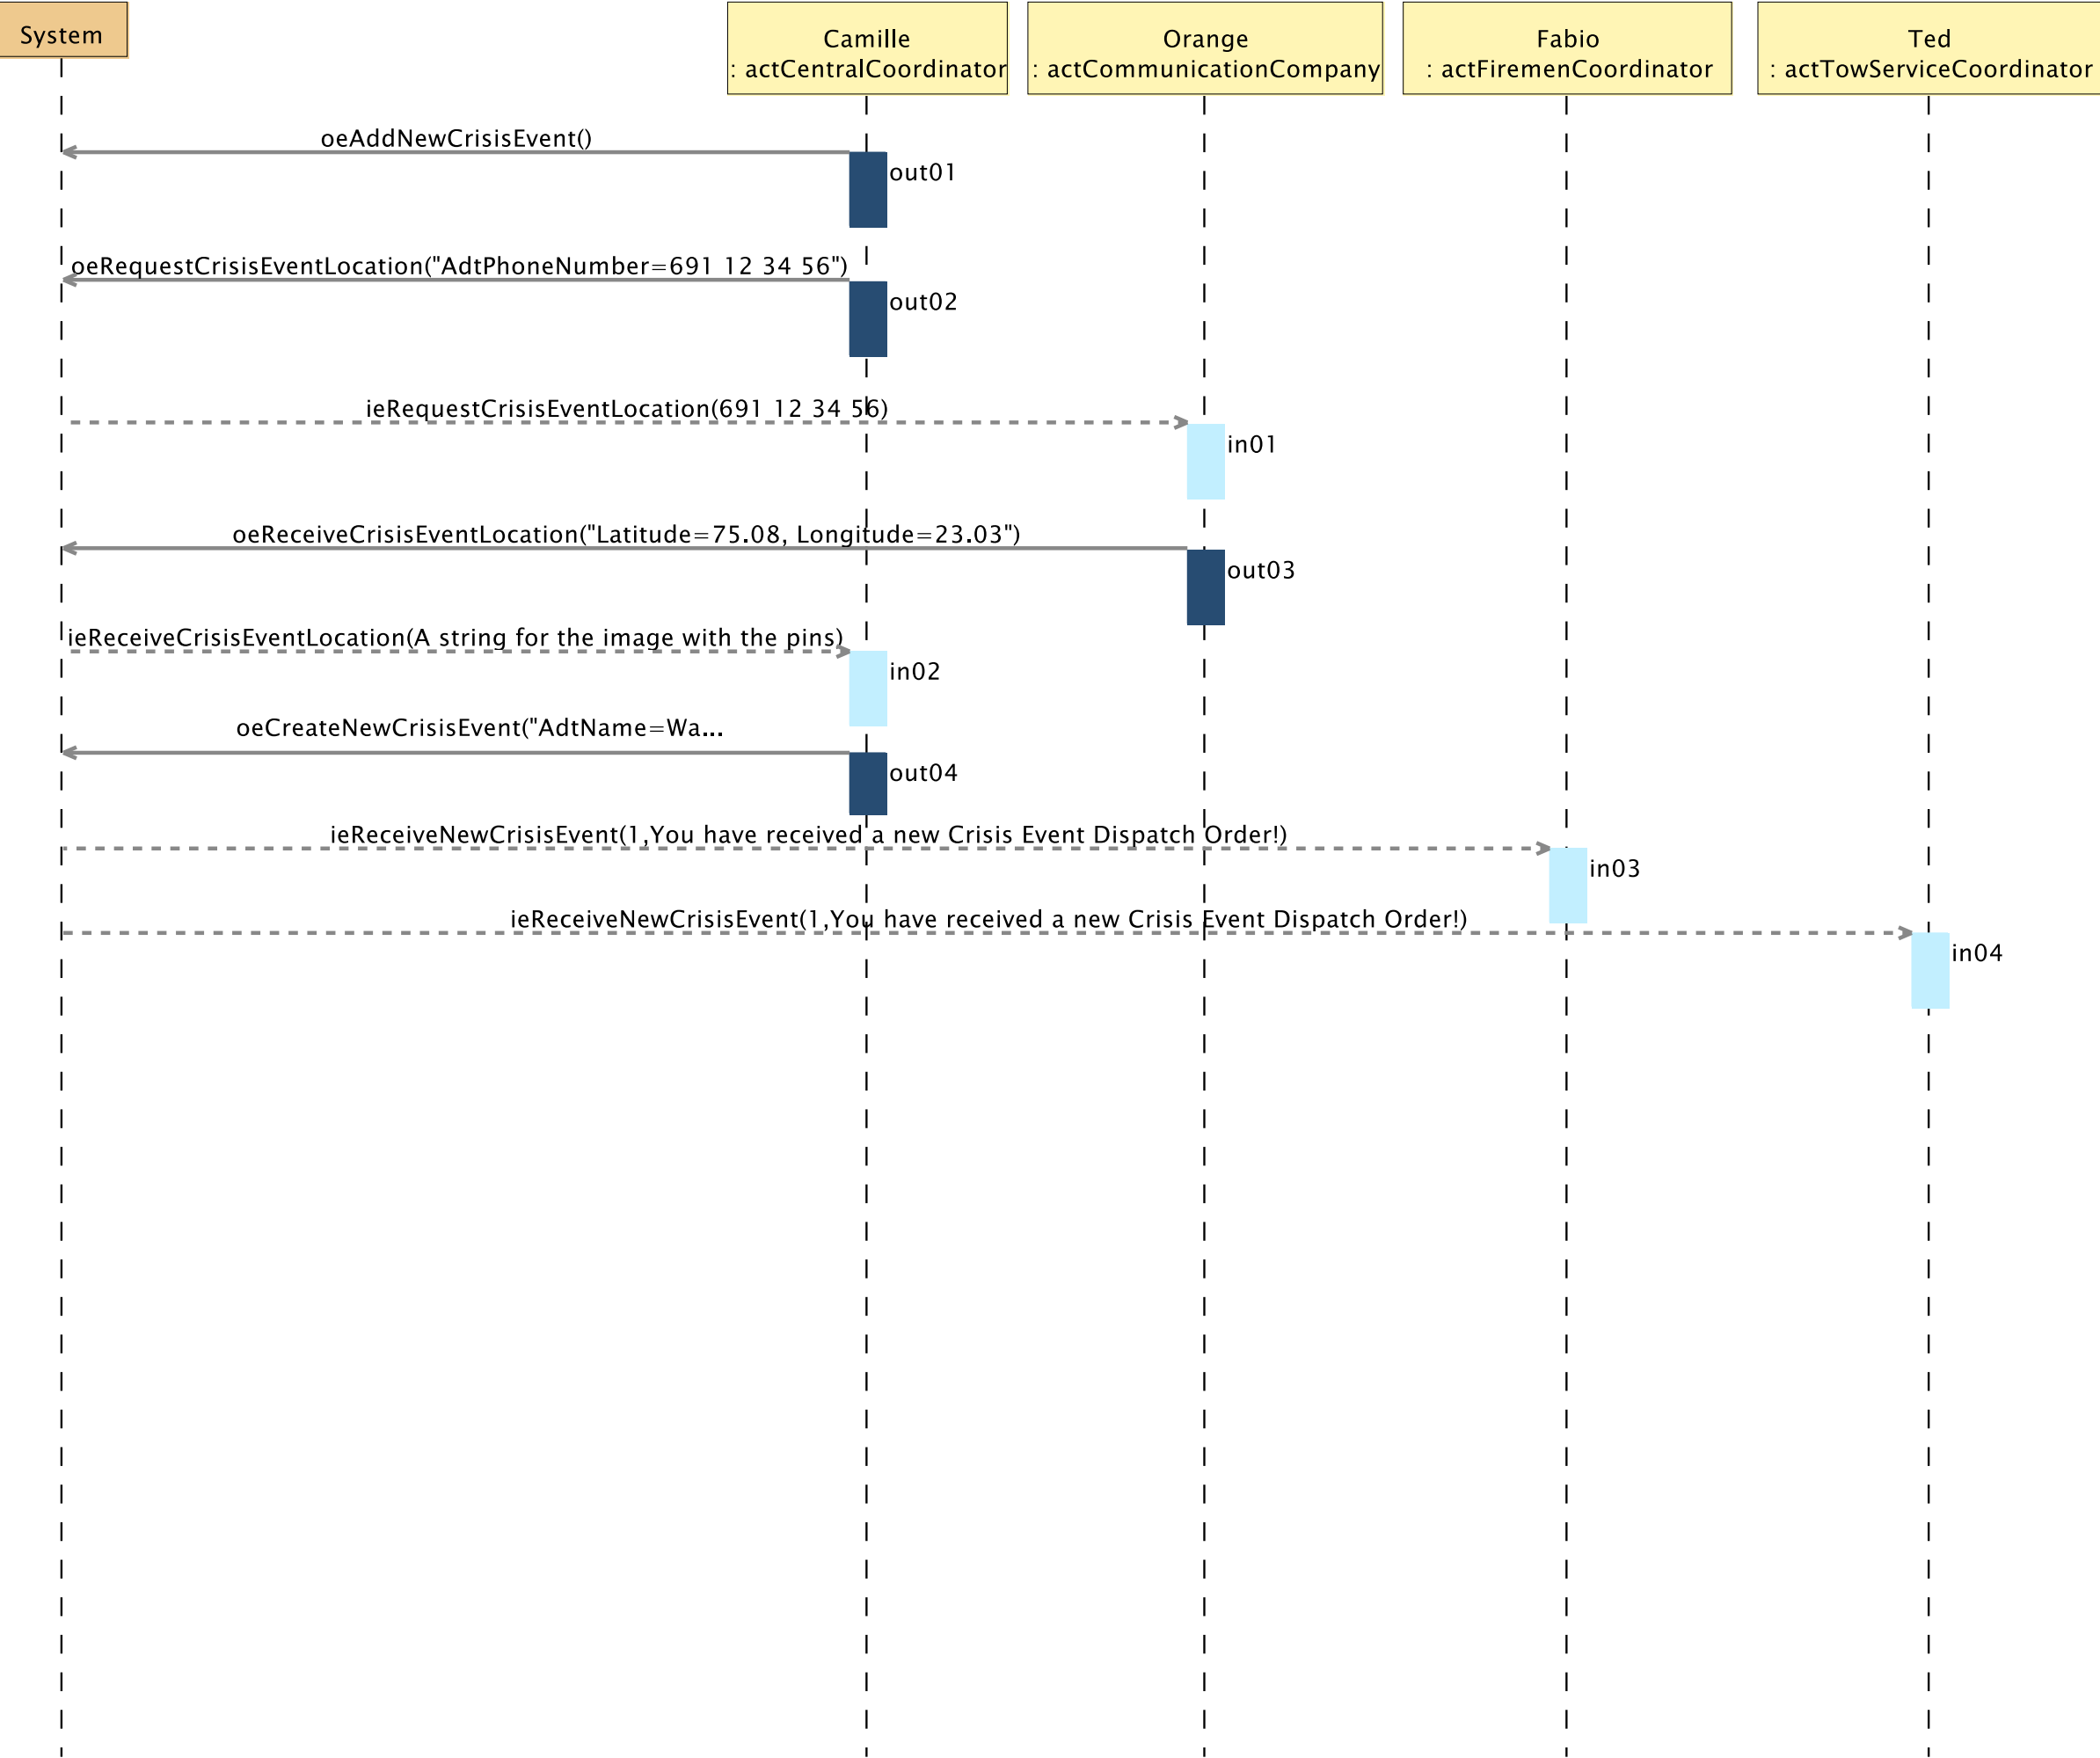 System
Camille
: actCentralCoordinator
Orange
: actCommunicationCompany
Fabio
: actFiremenCoordinator
Ted
: actTowServiceCoordinator
oeAddNewCrisisEvent()
out01
oeRequestCrisisEventLocation("AdtPhoneNumber=691 12 34 56")
out02
ieRequestCrisisEventLocation(691 12 34 56)
in01
oeReceiveCrisisEventLocation("Latitude=75.08, Longitude=23.03")
out03
ieReceiveCrisisEventLocation(A string for the image with the pins)
in02
oeCreateNewCrisisEvent("AdtName=Wa...
out04
ieReceiveNewCrisisEvent(1,You have received a new Crisis Event Dispatch Order!)
in03
ieReceiveNewCrisisEvent(1,You have received a new Crisis Event Dispatch Order!)
in04